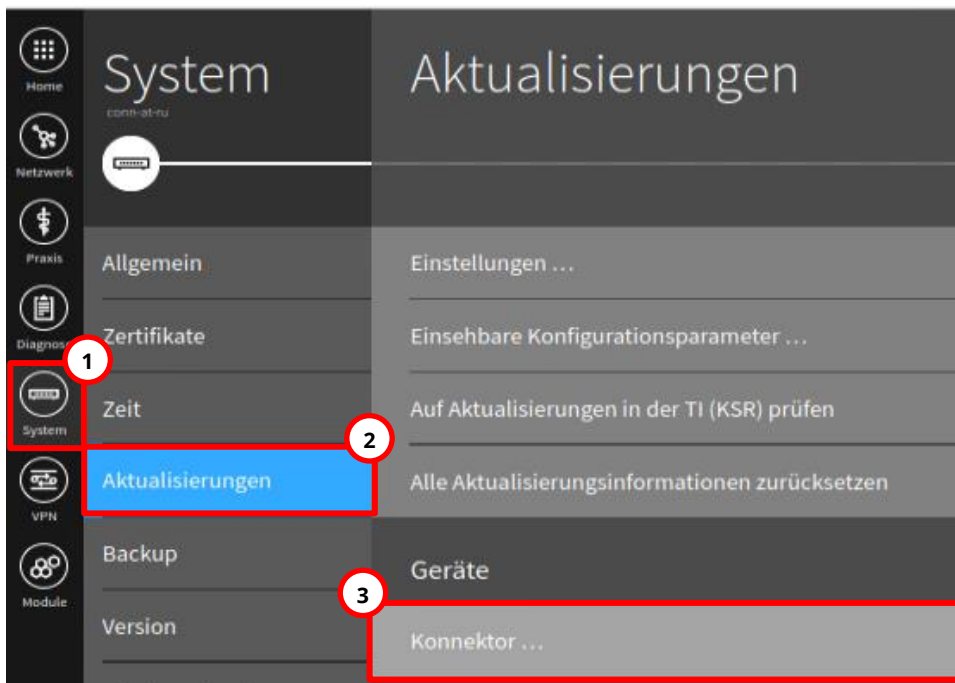 Home
Netzwerk
Praxis
Diagnose
1
System
VPN
Module
System
conn-at-ru
Allgemein
Zertifikate
Zeit
2
Aktualisierungen
Backup
Version
Aktualisierungen
Einstellungen ...
Einsehbare Konfigurationsparameter ...
Auf Aktualisierungen in der TI (KSR) prüfen
Alle Aktualisierungsinformationen zurücksetzen
Geräte
3
Konnektor ...